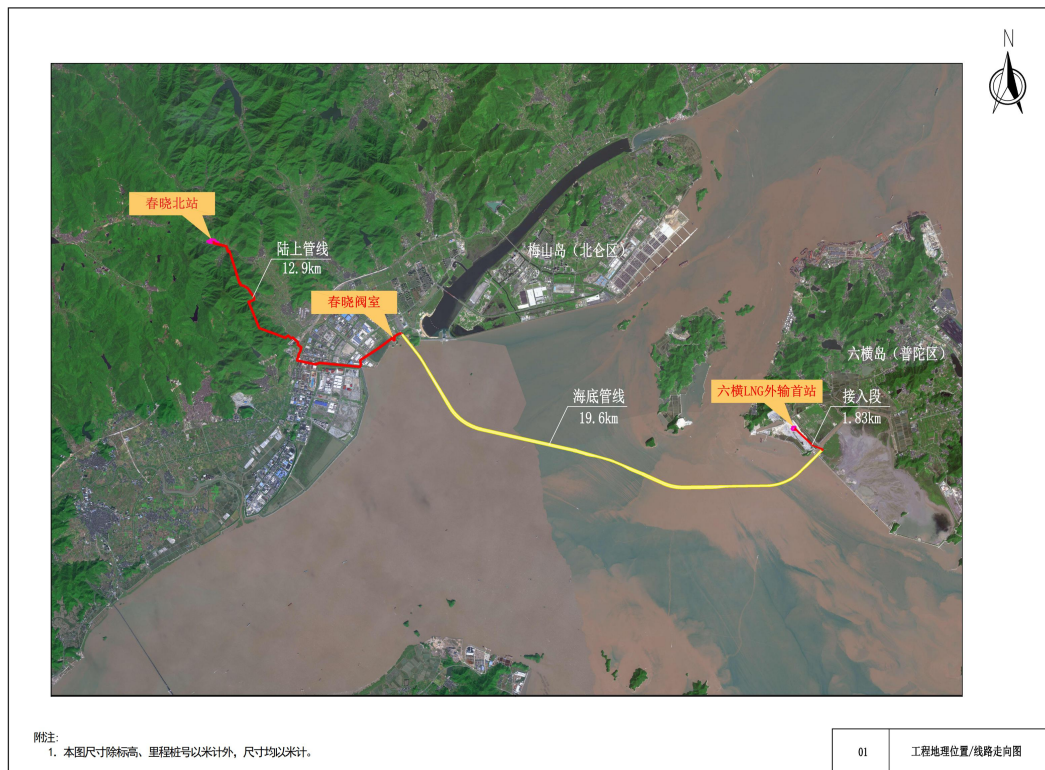 N
春晓北站
陆上管线
12.9km
梅山岛（北仑区）
春晓阀室
六横岛（普陀区）
海底管线
19.6km
六横LNG外输首站
接入段
1.83km
附注：
1. 本图尺寸除标高、里程桩号以米计外，尺寸均以米计。
01
工程地理位置/线路走向图